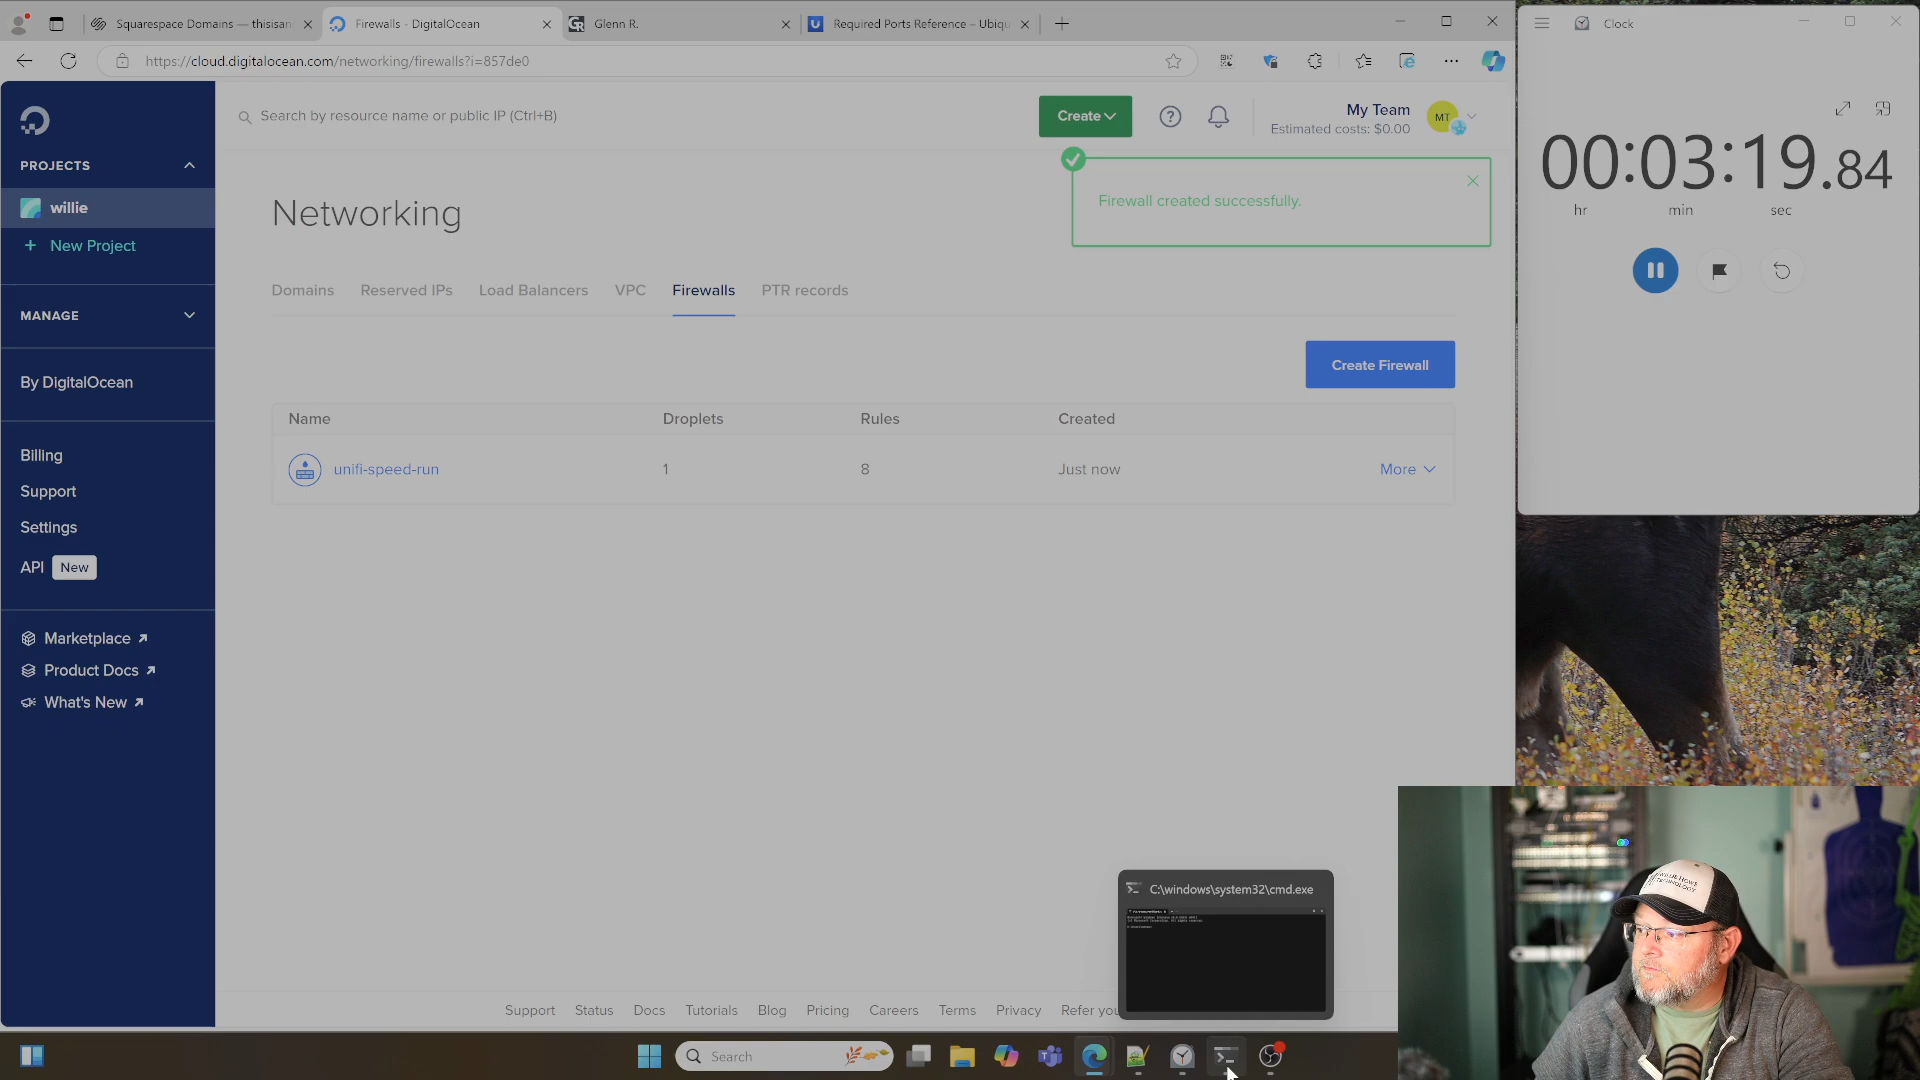 Squarespace Domains — thisisan
Firewalls - DigitalOcean
GR
Glenn R.
Required Ports Reference – Ubiqu
https://cloud.digitalocean.com/networking/firewalls?i=857de0
Clock
Search by resource name or public IP (Ctrl+B)
Create
My Team
Estimated costs: $0.00
MT
PROJECTS
willie
+ New Project
MANAGE
By DigitalOcean
Billing
Support
Settings
API New
Marketplace
Product Docs
What's New
Networking
Firewall created successfully.
Domains Reserved IPs Load Balancers VPC Firewalls PTR records
Create Firewall
Name Droplets Rules Created
unifi-speed-run 1 8 Just now More
00:03:19.84
hr min sec
C:\windows\system32\cmd.exe
Support Status Docs Tutorials Blog Pricing Careers Terms Privacy Refer you
Search
WILLIE HOWE
TECHNOLOGY